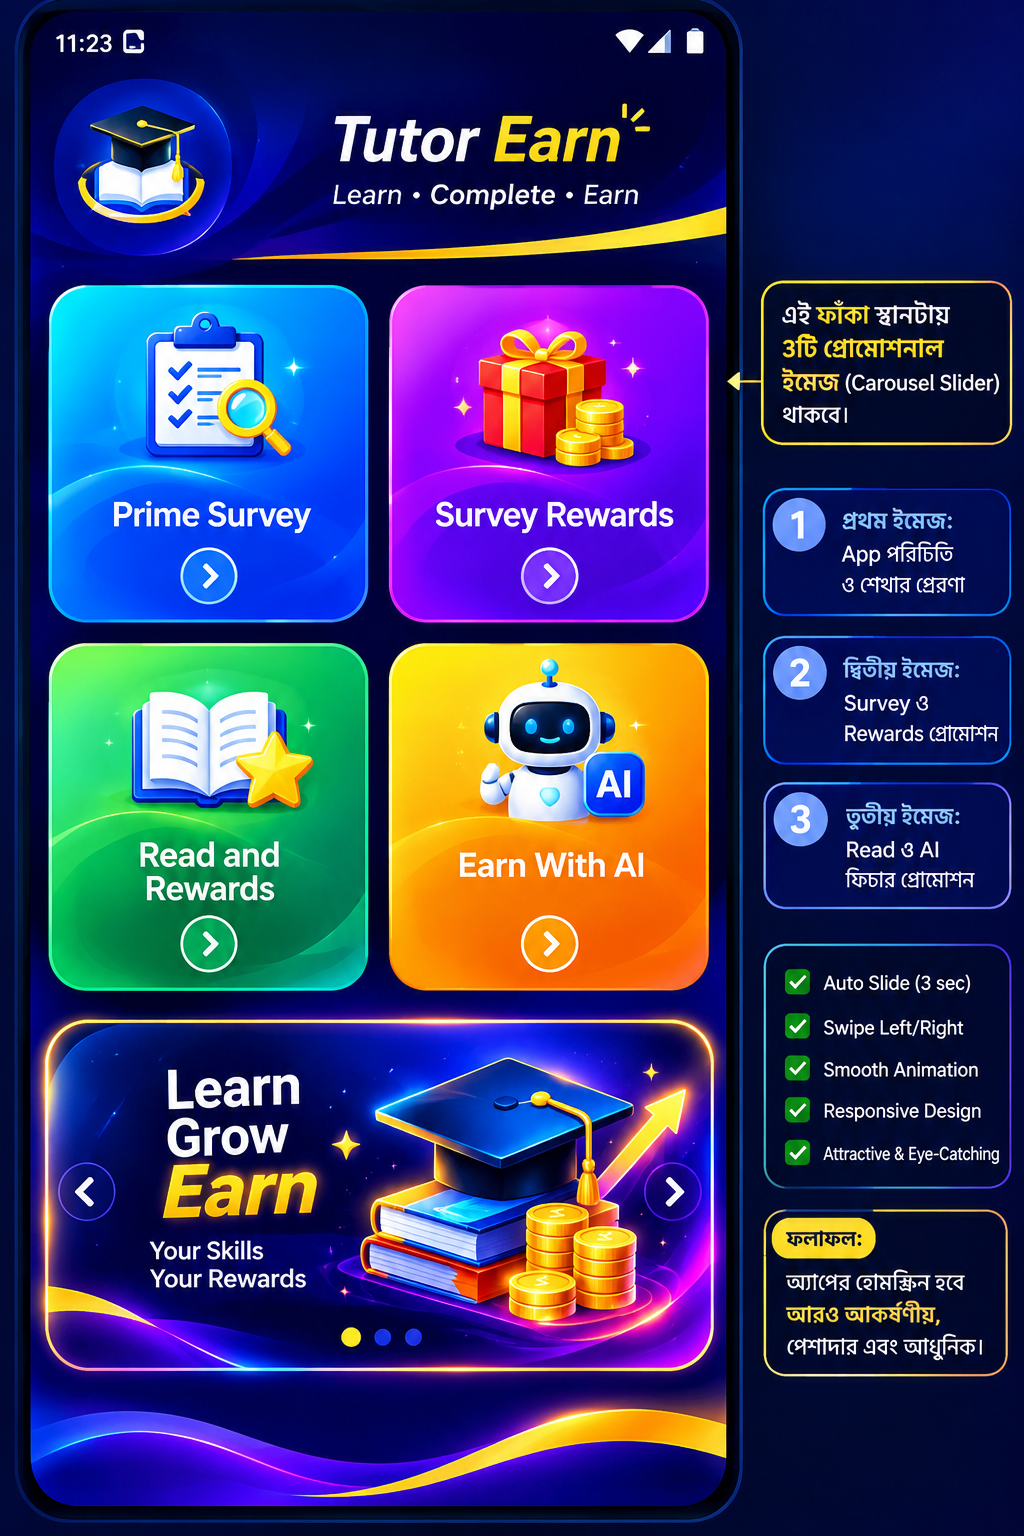 11:23
Tutor Earn
Learn • Complete • Earn
Prime Survey
Survey Rewards
AI
Read and
Rewards
Earn With AI
Learn
Grow
Earn
Your Skills
Your Rewards
এই ফাঁকা স্থানটায়
3টি প্রোমোশনাল
ইমেজ (Carousel Slider)
থাকবে।
1
প্রথম ইমেজ:
App পরিচিতি
ও শেখার প্রেরণা
2
দ্বিতীয় ইমেজ:
Survey ও
Rewards প্রোমোশন
3
তৃতীয় ইমেজ:
Read ও AI
ফিচার প্রোমোশন
Auto Slide (3 sec)
Swipe Left/Right
Smooth Animation
Responsive Design
Attractive & Eye-Catching
ফলাফল:
অ্যাপের হোমস্ক্রিন হবে
আরও আকর্ষণীয়,
পেশাদার এবং আধুনিক।